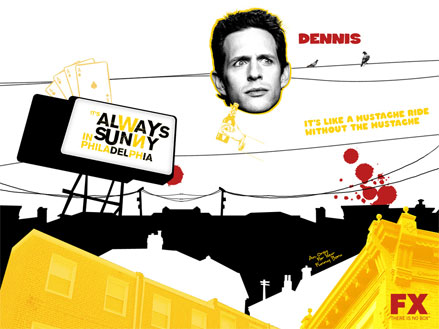 DENNIS
IT'S
ALWAYS
SUNNY
IN
PHILADELPHIA
IT'S LIKE A MUSTACHE RIDE
WITHOUT THE MUSTACHE
FX
"THERE IS NO BOX"